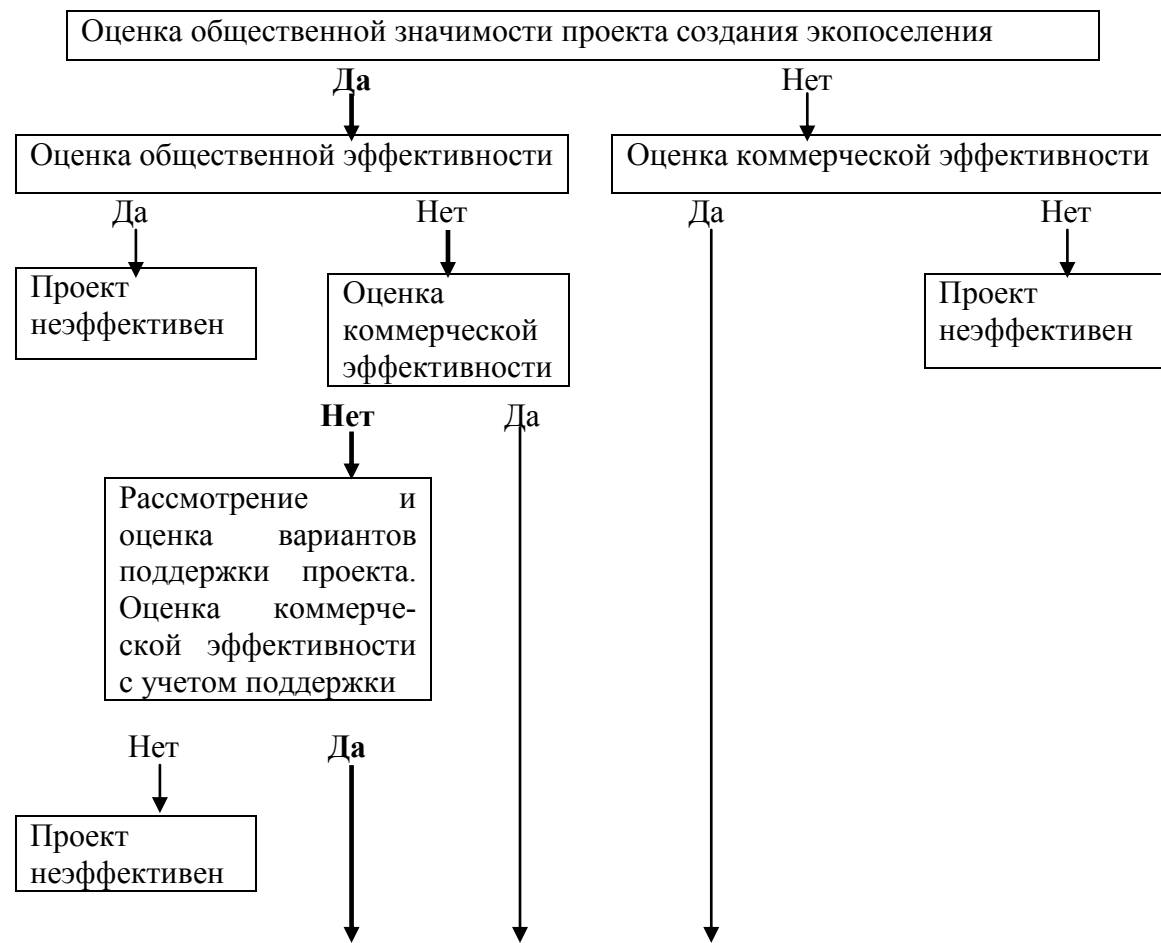 Оценка общественной значимости проекта создания экопоселения
Да
Нет
Оценка общественной эффективности
Оценка коммерческой эффективности
Да
Нет
Да
Нет
Проект
неэффективен
Оценка
коммерческой
эффективности
Проект
неэффективен
Нет
Да
Рассмотрение и
оценка вариантов
поддержки проекта.
Оценка коммерче-
ской эффективности
с учетом поддержки
Нет
Да
Проект
неэффективен